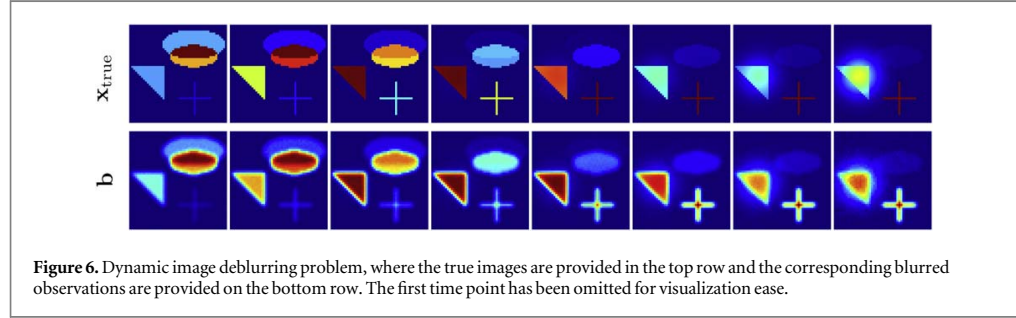 x_true
b
Figure 6. Dynamic image deblurring problem, where the true images are provided in the top row and the corresponding blurred
observations are provided on the bottom row. The first time point has been omitted for visualization ease.